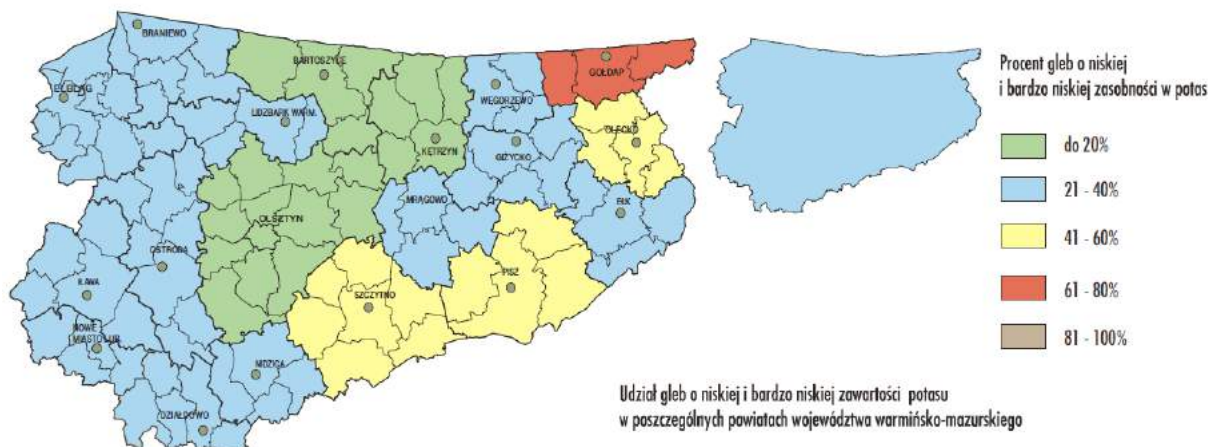 BRANIEWO
BARTOSZYCE
GOŁDAP
ELBLĄG
WĘGORZEWO
LIDZBARK WARM.
OLECKO
KĘTRZYN
GIŻYCKO
MRĄGOWO
EŁK
OLSZTYN
OSTRÓDA
PISZ
IŁAWA
SZCZYTNO
NOWE
MIASTO LUB.
NIDZICA
DZIAŁDOWO
Procent gleb o niskiej
i bardzo niskiej zasobności w potas
do 20%
21 - 40%
41 - 60%
61 - 80%
81 - 100%
Udział gleb o niskiej i bardzo niskiej zawartości potasu
w poszczególnych powiatach województwa warmińsko-mazurskiego